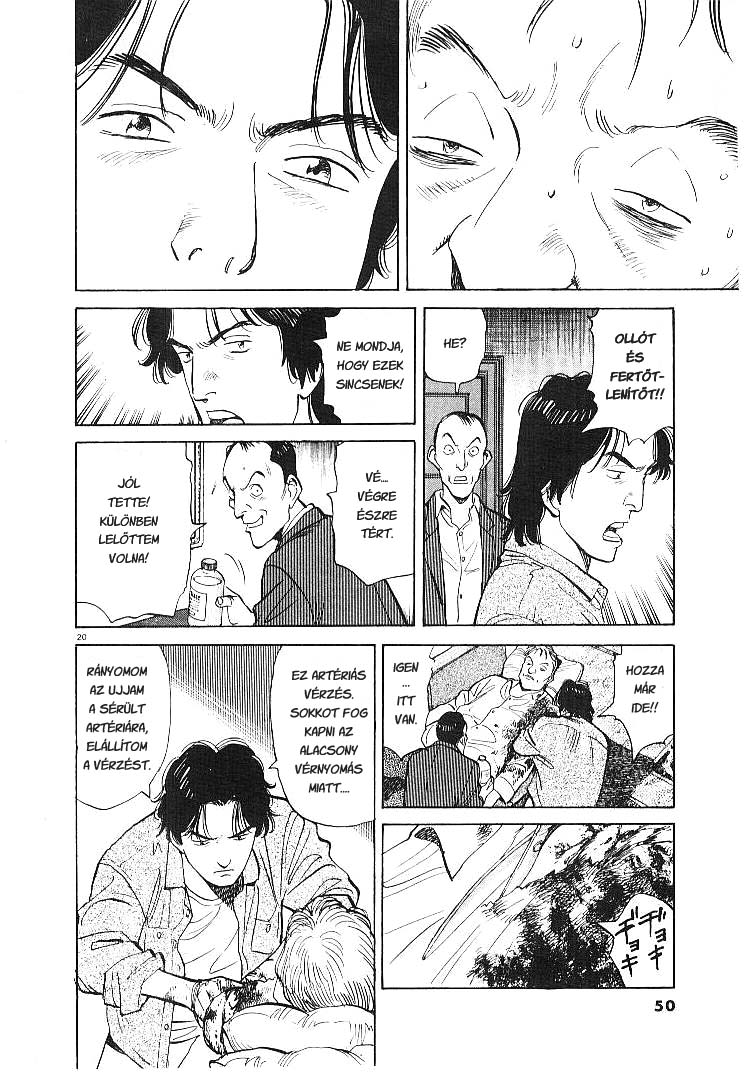 OLLÓT
ÉS
FERTŐT-
LENÍTŐT!!
HE?
NE MONDJA,
HOGY EZEK
SINCSENEK!
VÉ...
VÉGRE
ÉSZRE
TÉRT.
JÓL
TETTE!
KÜLÖNBEN
LELŐTTEM
VOLNA!
20
HOZZA
MÁR
IDE!!
IGEN
...
ITT
VAN.
ギョキ
ギョキ
EZ ARTÉRIÁS
VÉRZÉS.
SOKKOT FOG
KAPNI AZ
ALACSONY
VÉRNYOMÁS
MIATT....
RÁNYOMOM
AZ UJJAM
A SÉRÜLT
ARTÉRIÁRA,
ELÁLLÍTOM
A VÉRZÉST.
50